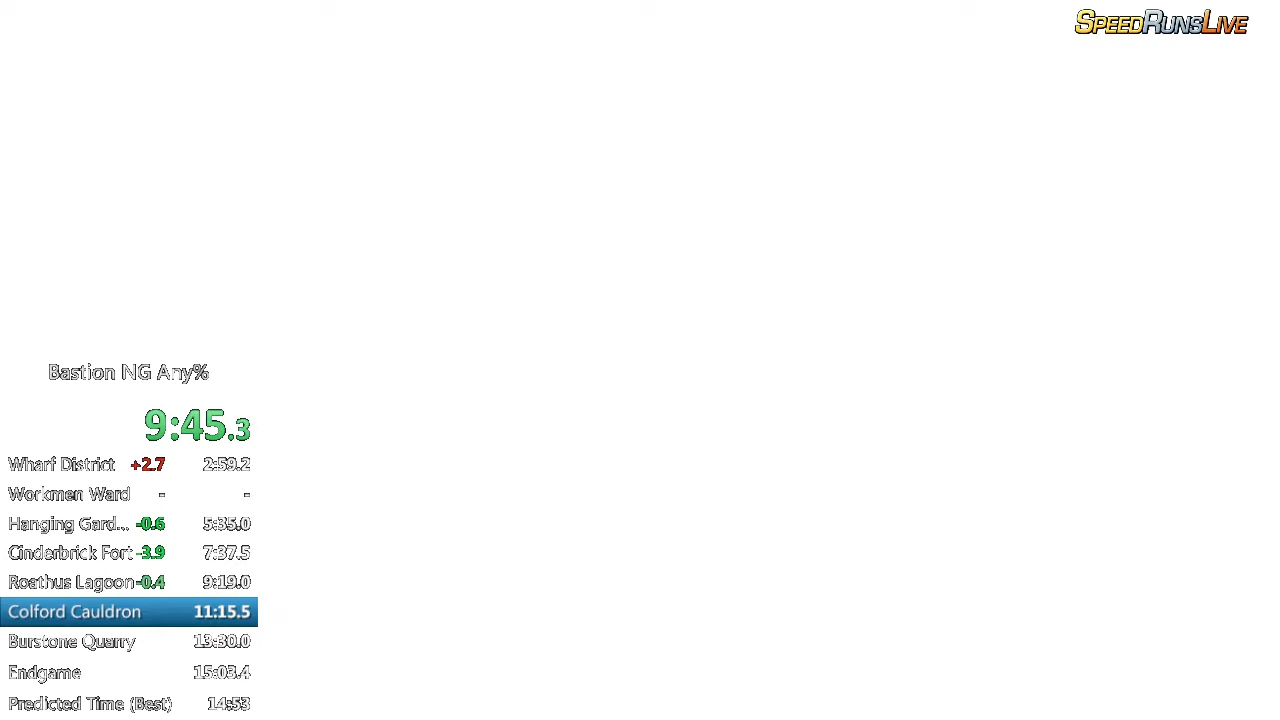 SPEEDRUNSLIVE
Bastion NG Any%
9:45.3
Wharf District +2.7 2:59.2
Workmen Ward - -
Hanging Gard... -0.6 5:35.0
Cinderbrick Fort -3.9 7:37.5
Roathus Lagoon -0.4 9:19.0
Colford Cauldron 11:15.5
Burstone Quarry 13:30.0
Endgame 15:03.4
Predicted Time (Best) 14:53